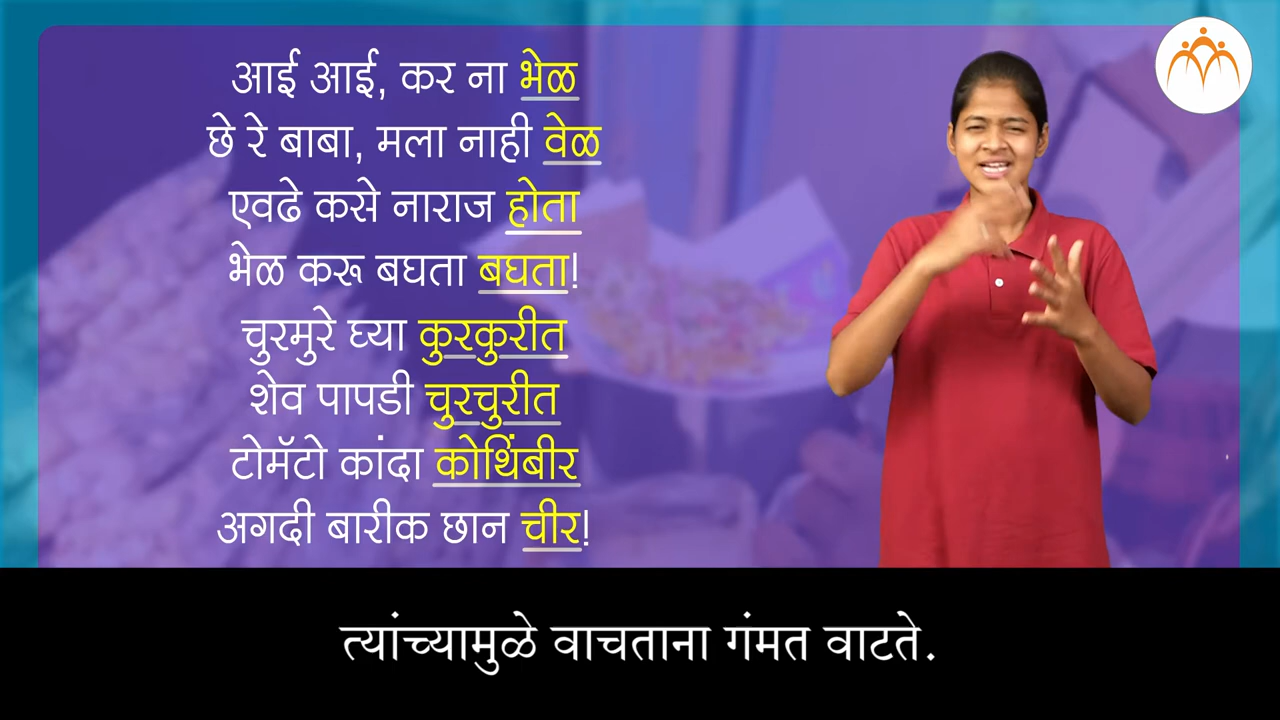 आई आई, कर ना भेळ
छे रे बाबा, मला नाही वेळ
एवढे कसे नाराज होता
भेळ करू बघता बघता!
चुरमुरे घ्या कुरकुरीत
शेव पापडी चुरचुरीत
टोमॅटो कांदा कोथिंबीर
अगदी बारीक छान चीर!
त्यांच्यामुळे वाचताना गंमत वाटते.